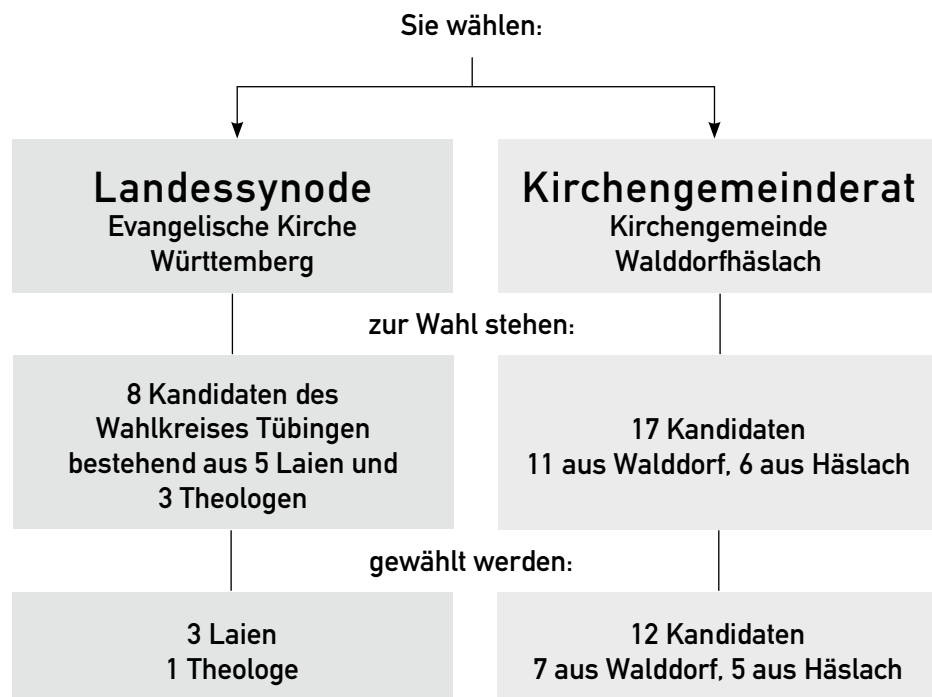 Sie wählen:
Landessynode
Evangelische Kirche
Württemberg
Kirchengemeinderat
Kirchengemeinde
Walddorfhäslach
zur Wahl stehen:
8 Kandidaten des
Wahlkreises Tübingen
bestehend aus 5 Laien und
3 Theologen
17 Kandidaten
11 aus Walddorf, 6 aus Häslach
gewählt werden:
3 Laien
1 Theologe
12 Kandidaten
7 aus Walddorf, 5 aus Häslach